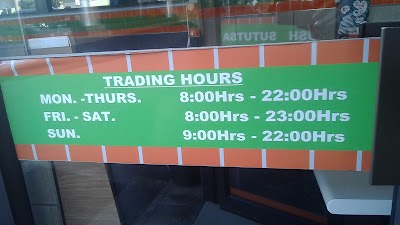 TRADING HOURS
MON. -THURS. 8:00Hrs - 22:00Hrs
FRI. - SAT. 8:00Hrs - 23:00Hrs
SUN. 9:00Hrs - 22:00Hrs